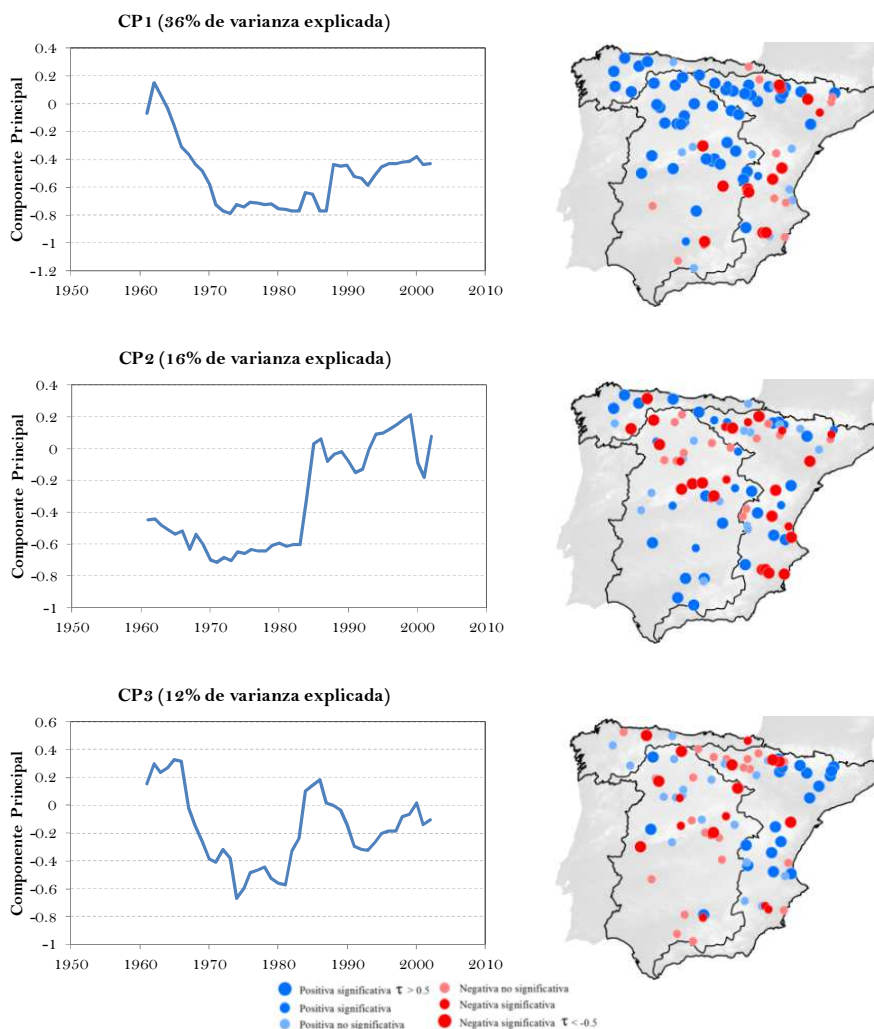 CP1 (36% de varianza explicada)
Componente Principal
0.4
0.2
0
-0.2
-0.4
-0.6
-0.8
-1
-1.2
1950 1960 1970 1980 1990 2000 2010
CP2 (16% de varianza explicada)
Componente Principal
0.4
0.2
0
-0.2
-0.4
-0.6
-0.8
-1
1950 1960 1970 1980 1990 2000 2010
CP3 (12% de varianza explicada)
Componente Principal
0.6
0.4
0.2
0
-0.2
-0.4
-0.6
-0.8
-1
1950 1960 1970 1980 1990 2000 2010
Positiva significativa τ > 0.5
Positiva significativa
Positiva no significativa
Negativa no significativa
Negativa significativa
Negativa significativa τ < -0.5